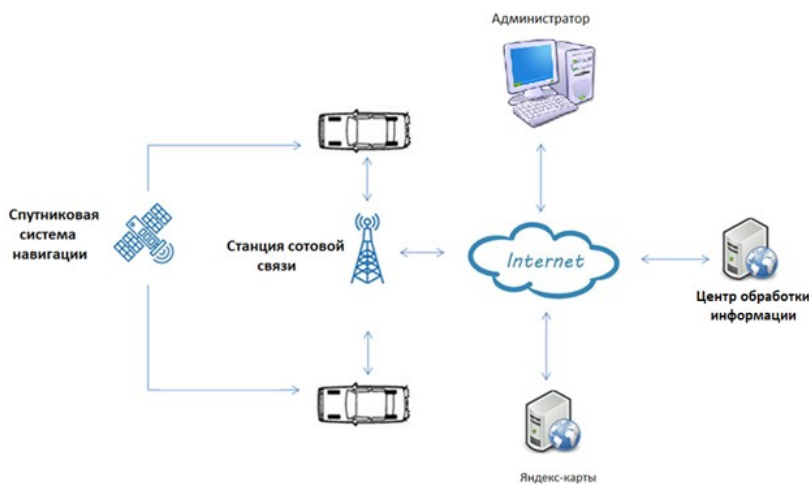 Администратор
Спутниковая
система
навигации
Станция сотовой
связи
Internet
Центр обработки
информации
Яндекс-карты